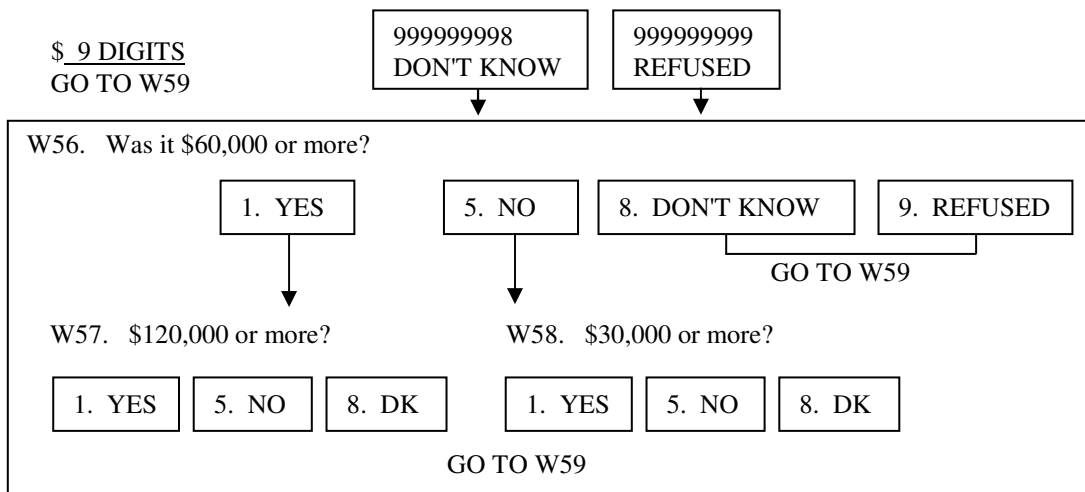 999999998 999999999
$ 9 DIGITS DON'T KNOW REFUSED
GO TO W59
W56. Was it $60,000 or more?
1. YES 5. NO 8. DON'T KNOW 9. REFUSED
GO TO W59
W57. $120,000 or more? W58. $30,000 or more?
1. YES 5. NO 8. DK 1. YES 5. NO 8. DK
GO TO W59